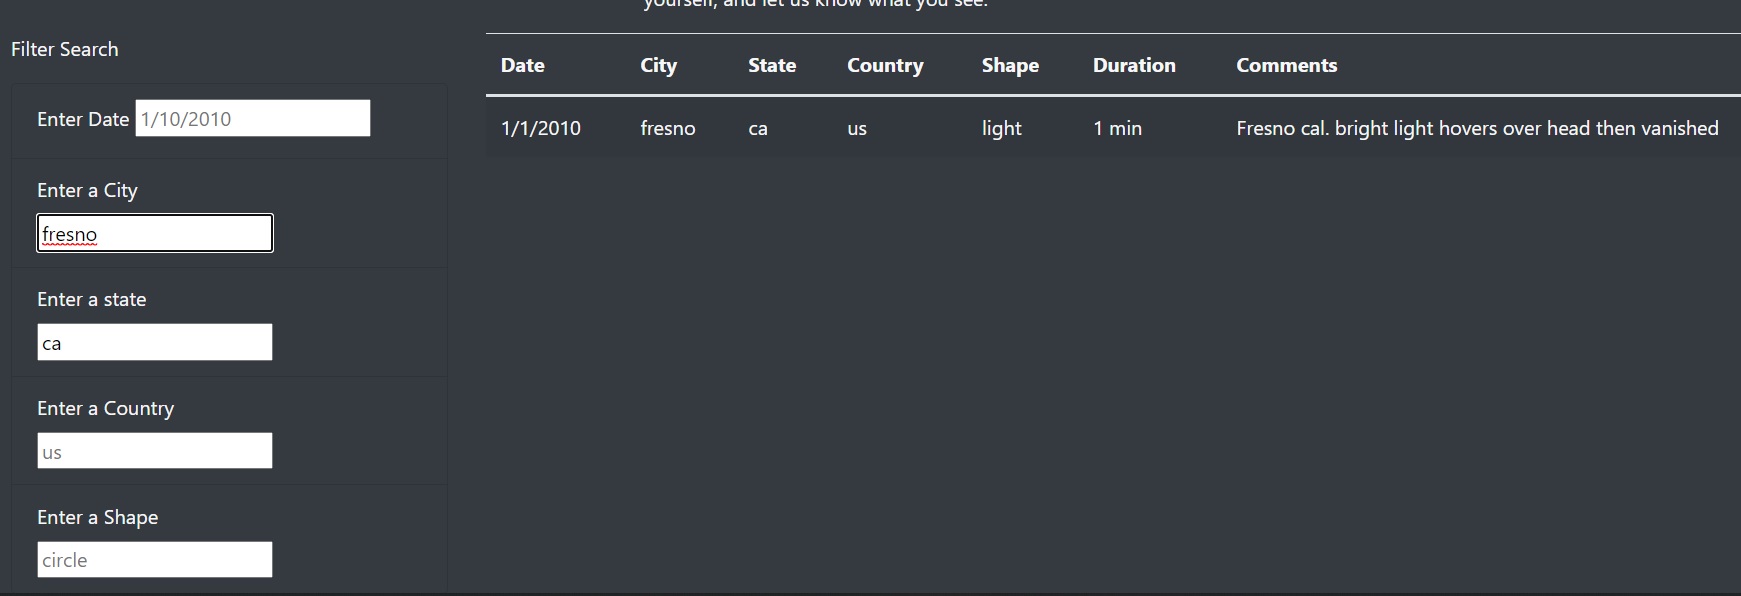 yourself, and let us know what you see.
Filter Search
Enter Date 1/10/2010
Enter a City
fresno
Enter a state
ca
Enter a Country
us
Enter a Shape
circle
Date City State Country Shape Duration Comments
1/1/2010 fresno ca us light 1 min Fresno cal. bright light hovers over head then vanished